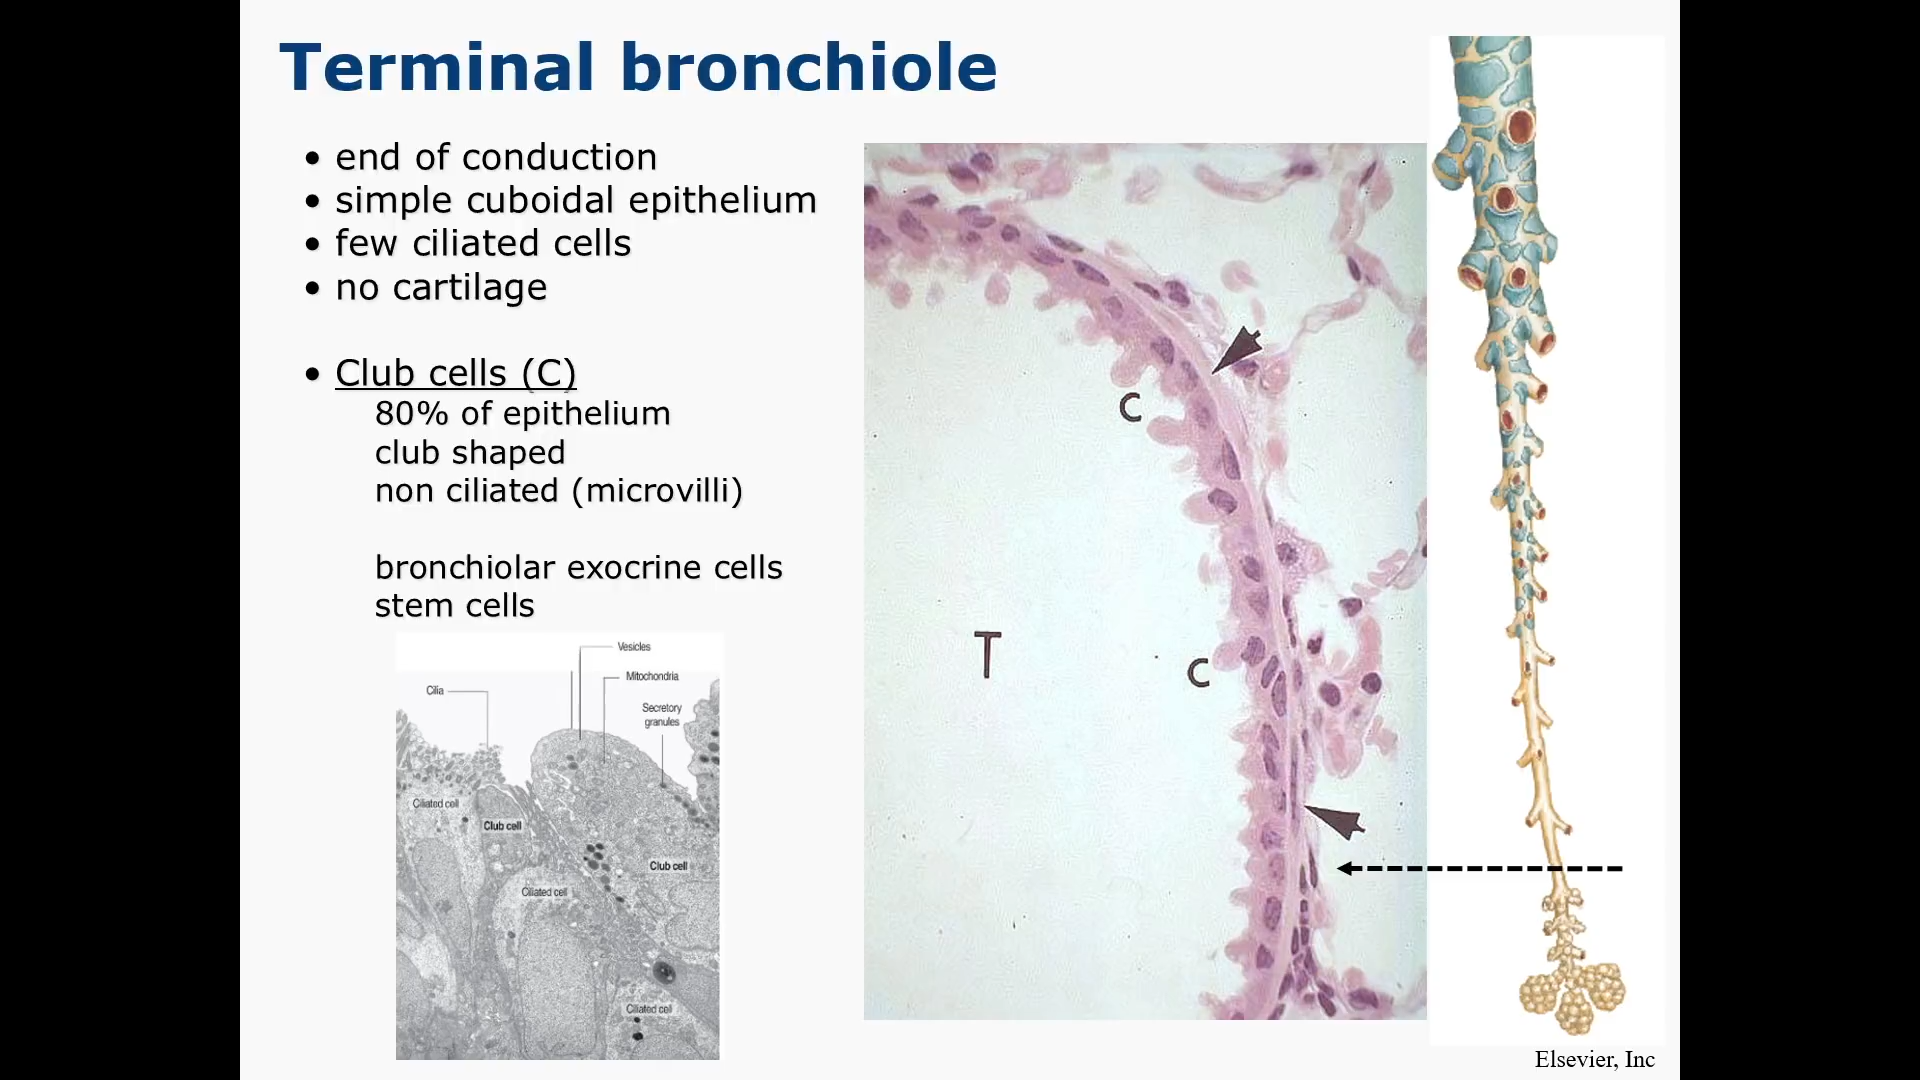 Terminal bronchiole
• end of conduction
• simple cuboidal epithelium
• few ciliated cells
• no cartilage
• Club cells (C)
80% of epithelium
club shaped
non ciliated (microvilli)
bronchiolar exocrine cells
stem cells
Vesicles
Mitochondria
Cilia
Secretory
granules
Ciliated cell
Club cell
Club cell
Ciliated cell
Ciliated cell
C
T
C
Elsevier, Inc